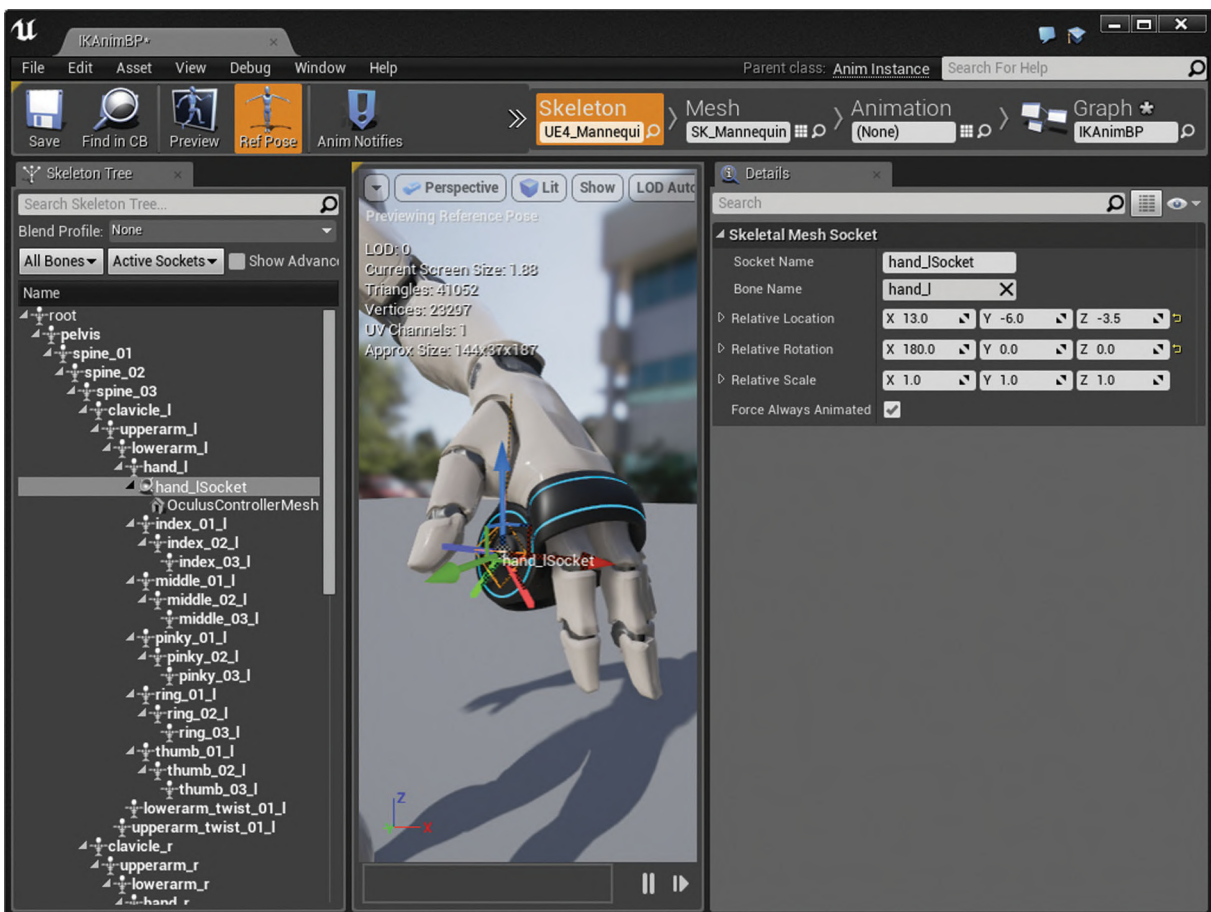 IKAnimBP*
File Edit Asset View Debug Window Help
Parent class: Anim Instance
Search For Help
Save
Find in CB
Preview
Ref Pose
Anim Notifies
Skeleton
UE4_Mannequi
Mesh
SK_Mannequin
Animation
(None)
Graph
IKAnimBP
Skeleton Tree
Search Skeleton Tree...
Blend Profile: None
All Bones
Active Sockets
Show Advanc
Name
root
pelvis
spine_01
spine_02
spine_03
clavicle_l
upperarm_l
lowerarm_l
hand_l
hand_lSocket
OculusControllerMesh
index_01_l
index_02_l
index_03_l
middle_01_l
middle_02_l
middle_03_l
pinky_01_l
pinky_02_l
pinky_03_l
ring_01_l
ring_02_l
ring_03_l
thumb_01_l
thumb_02_l
thumb_03_l
lowerarm_twist_01_l
upperarm_twist_01_l
clavicle_r
upperarm_r
lowerarm_r
hand_r
Perspective
Lit
Show
LOD Auto
Previewing Reference Pose
LOD: 0
Current Screen Size: 1.88
Triangles: 41052
Vertices: 23297
UV Channels: 1
Approx Size: 144x37x187
hand_lSocket
Z
X
Details
Search
Skeletal Mesh Socket
Socket Name hand_lSocket
Bone Name hand_l
Relative Location X 13.0 Y -6.0 Z -3.5
Relative Rotation X 180.0 Y 0.0 Z 0.0
Relative Scale X 1.0 Y 1.0 Z 1.0
Force Always Animated